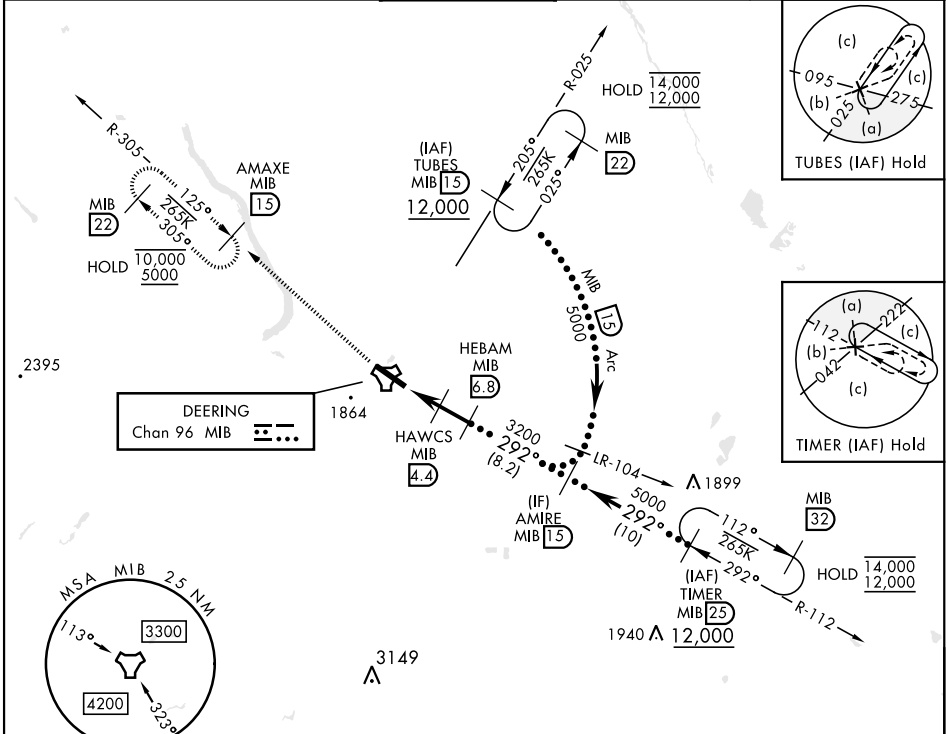 R-305
AMAXE
MIB
15
MIB
22
125°
265K
305°
HOLD
10,000
5000
R-025
HOLD
14,000
12,000
(IAF)
TUBES
MIB 15
12,000
205°
265K
025°
MIB
22
MIB
15
Arc
5000
(c)
(c)
095
275
(b)
025
(a)
TUBES (IAF) Hold
(a)
222
112
(c)
(b)
042
(c)
TIMER (IAF) Hold
2395
1864
DEERING
Chan 96 MIB
HEBAM
MIB
6.8
HAWCS
MIB
4.4
3200
292°
(8.2)
LR-104
1899
(IF)
AMIRE
MIB 15
5000
292°
(10)
112°
265K
292°
MIB
32
HOLD
14,000
12,000
(IAF)
TIMER
MIB 25
12,000
R-112
1940
3149
MSA MIB 25 NM
113°
3300
4200
323°